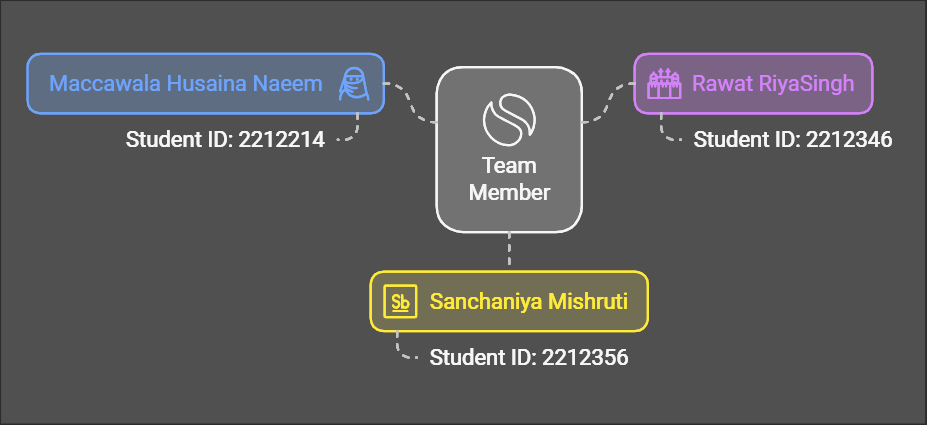 Maccawala Husaina Naeem
Rawat RiyaSingh
Student ID: 2212214
Student ID: 2212346
Team
Member
Sb
Sanchaniya Mishruti
Student ID: 2212356